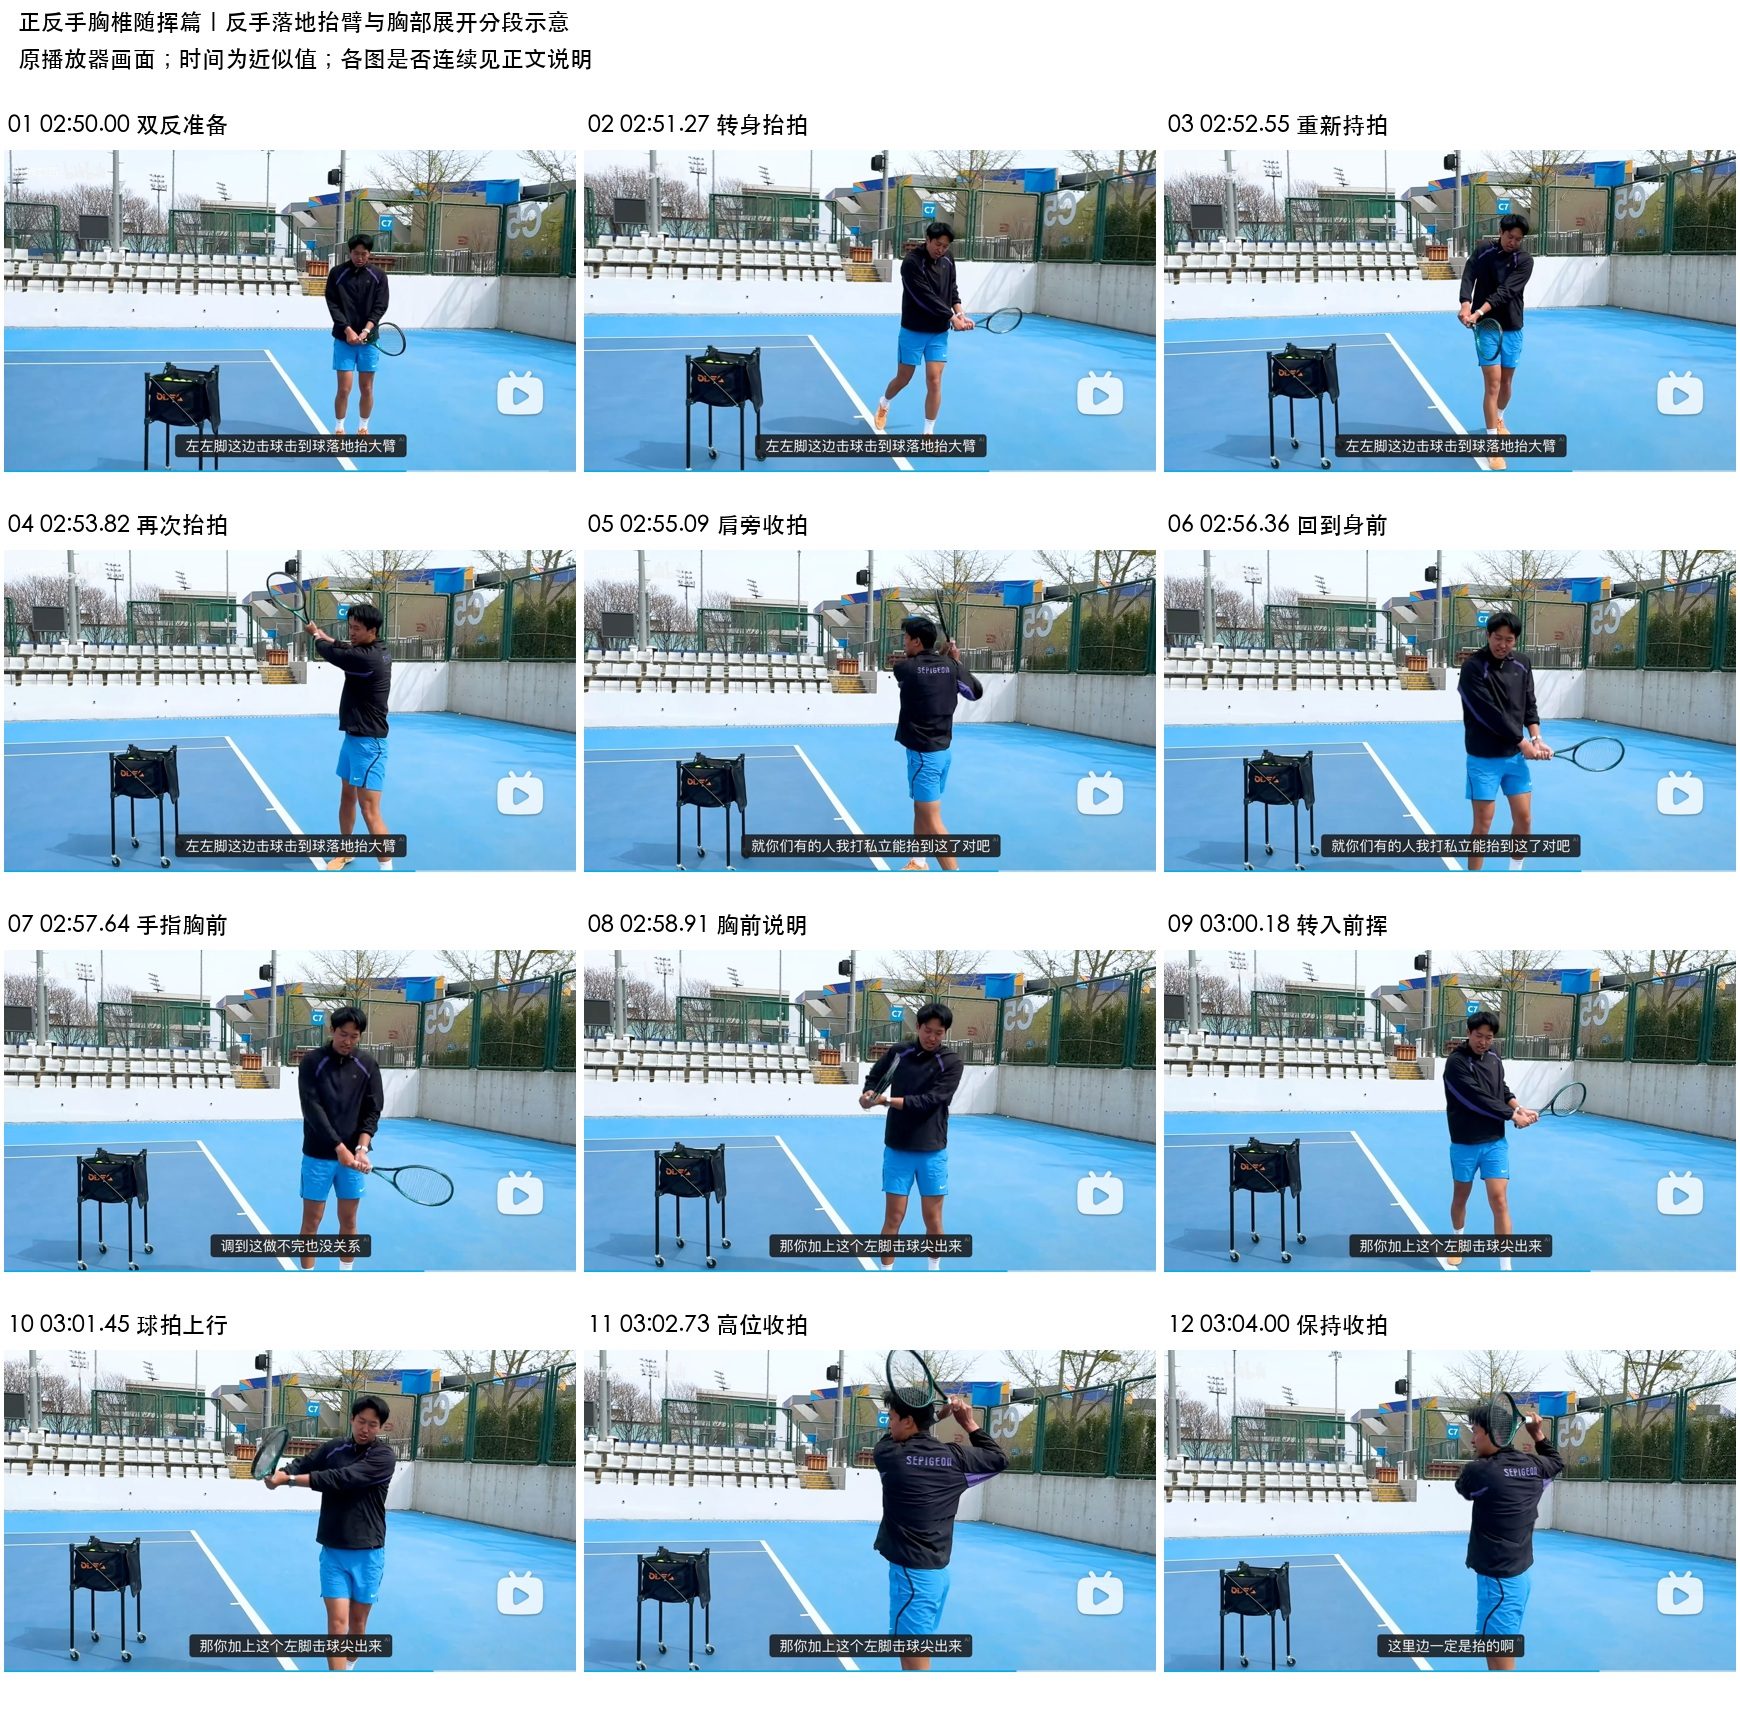 正反手胸椎随挥篇丨反手落地抬臂与胸部展开分段示意
原播放器画面；时间为近似值；各图是否连续见正文说明
01 02:50.00 双反准备
02 02:51.27 转身抬拍
03 02:52.55 重新持拍
C7
C7
C7
左左脚这边击球击到球落地抬大臂
左左脚这边击球击到球落地抬大臂
左左脚这边击球击到球落地抬大臂
04 02:53.82 再次抬拍
05 02:55.09 肩旁收拍
06 02:56.36 回到身前
SEPIGEON
左左脚这边击球击到球落地抬大臂
就你们有的人我打私立能抬到这了对吧
就你们有的人我打私立能抬到这了对吧
07 02:57.64 手指胸前
08 02:58.91 胸前说明
09 03:00.18 转入前挥
C7
C7
C7
调到这做不完也没关系
那你加上这个左脚击球尖出来
那你加上这个左脚击球尖出来
10 03:01.45 球拍上行
11 03:02.73 高位收拍
12 03:04.00 保持收拍
C7
C7
SEPIGEON
SEPIGEON
那你加上这个左脚击球尖出来
那你加上这个左脚击球尖出来
这里边一定是抬的啊